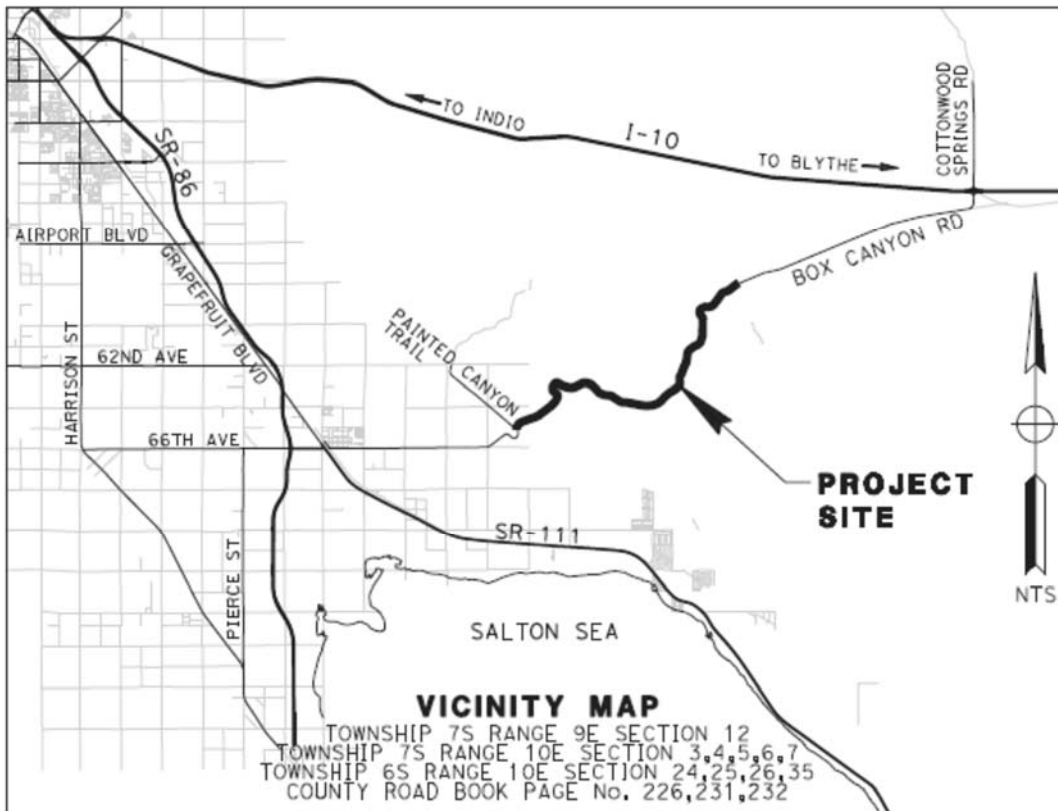 TO INDIO
I-10
TO BLYTHE
COTTONWOOD
SPRINGS RD
SR-86
AIRPORT BLVD
GRAPEFRUIT BLVD
BOX CANYON RD
HARRISON ST
62ND AVE
PAINTED CANYON
TRAIL
66TH AVE
PROJECT
SITE
SR-111
PIERCE ST
NTS
SALTON SEA
VICINITY MAP
TOWNSHIP 7S RANGE 9E SECTION 12
TOWNSHIP 7S RANGE 10E SECTION 3,4,5,6,7
TOWNSHIP 6S RANGE 10E SECTION 24,25,26,35
COUNTY ROAD BOOK PAGE No. 226,231,232